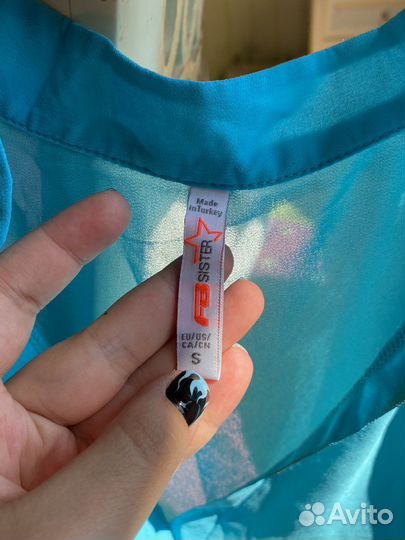 Made
in Turkey
FB SISTER
EU/US/
CA/CN
S
Avito